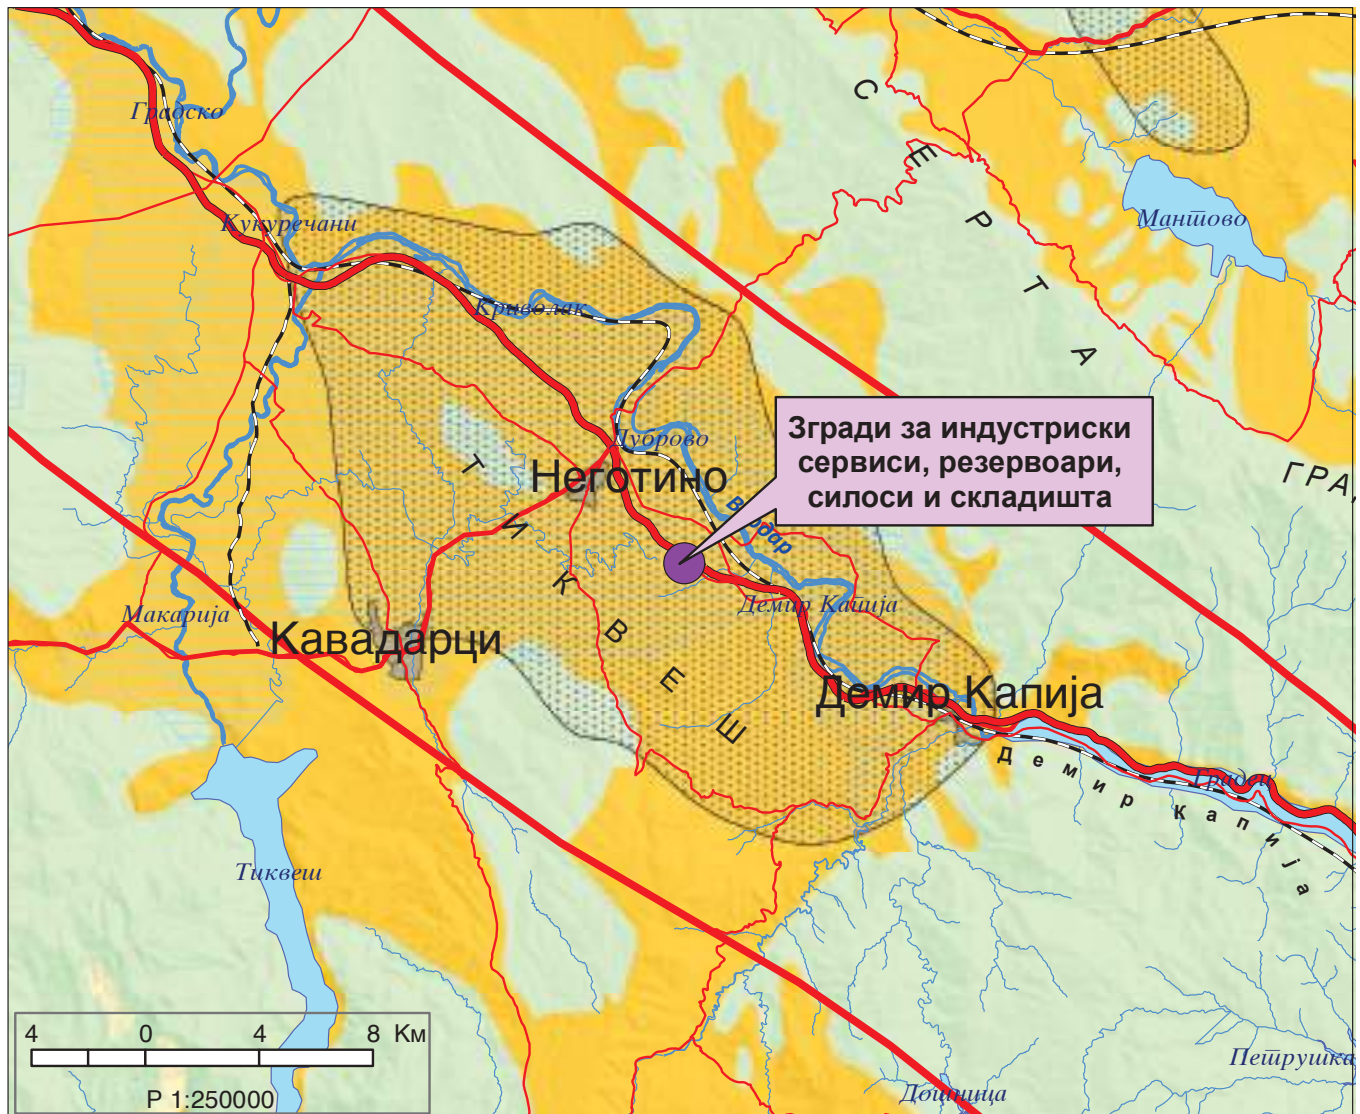 Градско
Кукуречани
Криволак
Дуброво
Неготино
Вардар
Згради за индустриски
сервиси, резервоари,
силоси и складишта
СЕРТА
Мантово
ГРА
ТИКВЕШ
Макарија
Кавадарци
Демир Капија
Демир Капија
Демир Капија
Градец
Тиквеш
Петрушка
Дошница
4 0 4 8 Км
Р 1:250000